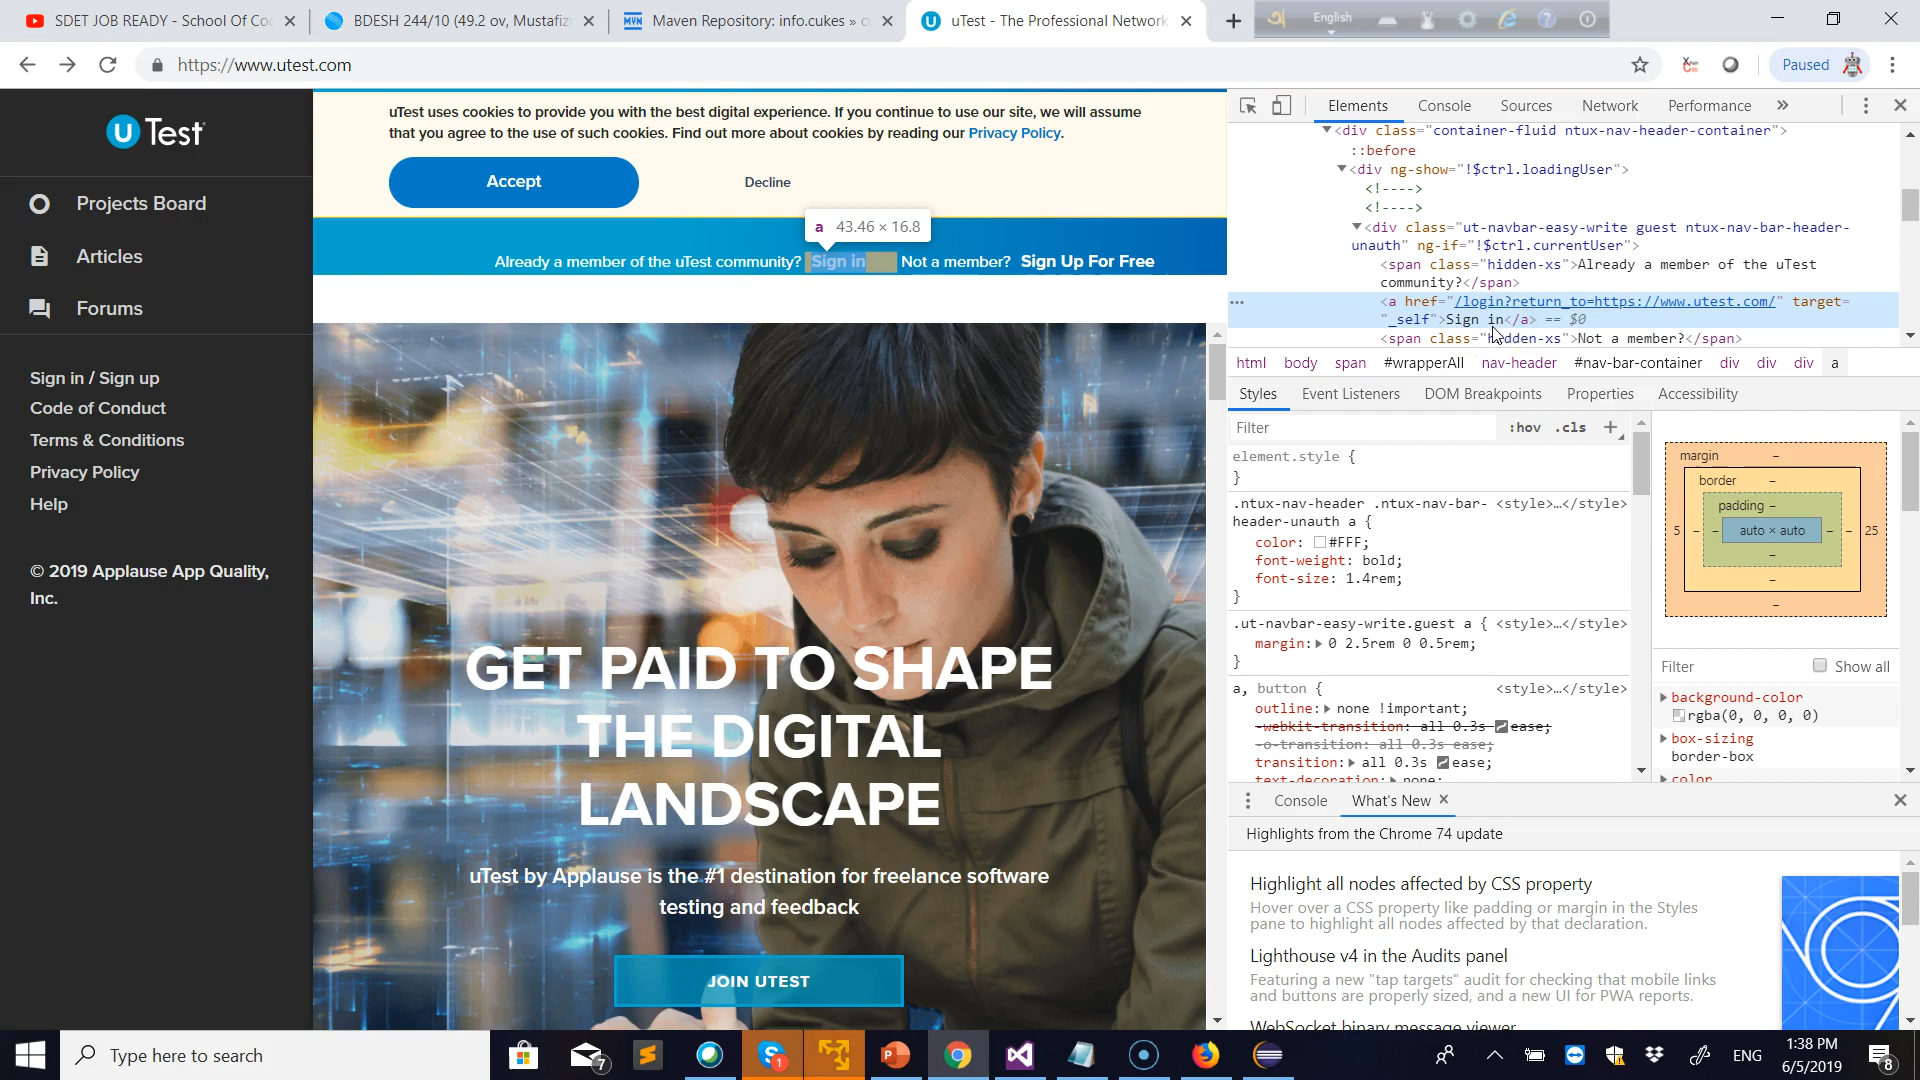 SDET JOB READY - School Of Co
BDESH 244/10 (49.2 ov, Mustafiz
MVN Maven Repository: info.cukes » cu
uTest - The Professional Network
English
https://www.utest.com
Paused
U Test
Projects Board
Articles
Forums
Sign in / Sign up
Code of Conduct
Terms & Conditions
Privacy Policy
Help
© 2019 Applause App Quality,
Inc.
uTest uses cookies to provide you with the best digital experience. If you continue to use our site, we will assume
that you agree to the use of such cookies. Find out more about cookies by reading our Privacy Policy.
Accept
Decline
a 43.46 × 16.8
Already a member of the uTest community? Sign in Not a member? Sign Up For Free
GET PAID TO SHAPE
THE DIGITAL
LANDSCAPE
uTest by Applause is the #1 destination for freelance software
testing and feedback
JOIN UTEST
Elements Console Sources Network Performance »
▼<div class="container-fluid ntux-nav-header-container">
::before
▼<div ng-show="!$ctrl.loadingUser">
<!---->
<!---->
▼<div class="ut-navbar-easy-write guest ntux-nav-bar-header-
unauth" ng-if="!$ctrl.currentUser">
<span class="hidden-xs">Already a member of the uTest
community?</span>
<a href="/login?return_to=https://www.utest.com/" target=
"_self">Sign in</a> == $0
<span class="hidden-xs">Not a member?</span>
html body span #wrapperAll nav-header #nav-bar-container div div div a
Styles Event Listeners DOM Breakpoints Properties Accessibility
Filter :hov .cls +
element.style {
}
.ntux-nav-header .ntux-nav-bar- <style>…</style>
header-unauth a {
color: #FFF;
font-weight: bold;
font-size: 1.4rem;
}
.ut-navbar-easy-write.guest a { <style>…</style>
margin:▶ 0 2.5rem 0 0.5rem;
}
a, button { <style>…</style>
outline:▶ none !important;
-webkit-transition: all 0.3s ease;
-o-transition: all 0.3s ease;
transition:▶ all 0.3s ease;
text-decoration:▶ none;
margin –
border –
padding –
5 – – auto × auto – – 25
–
–
–
Filter Show all
▶ background-color
rgba(0, 0, 0, 0)
▶ box-sizing
border-box
▶ color
Console What's New ×
Highlights from the Chrome 74 update
Highlight all nodes affected by CSS property
Hover over a CSS property like padding or margin in the Styles
pane to highlight all nodes affected by that declaration.
Lighthouse v4 in the Audits panel
Featuring a new "tap targets" audit for checking that mobile links
and buttons are properly sized, and a new UI for PWA reports.
WebSocket binary message viewer
Type here to search
7
1
ENG
1:38 PM
6/5/2019
8